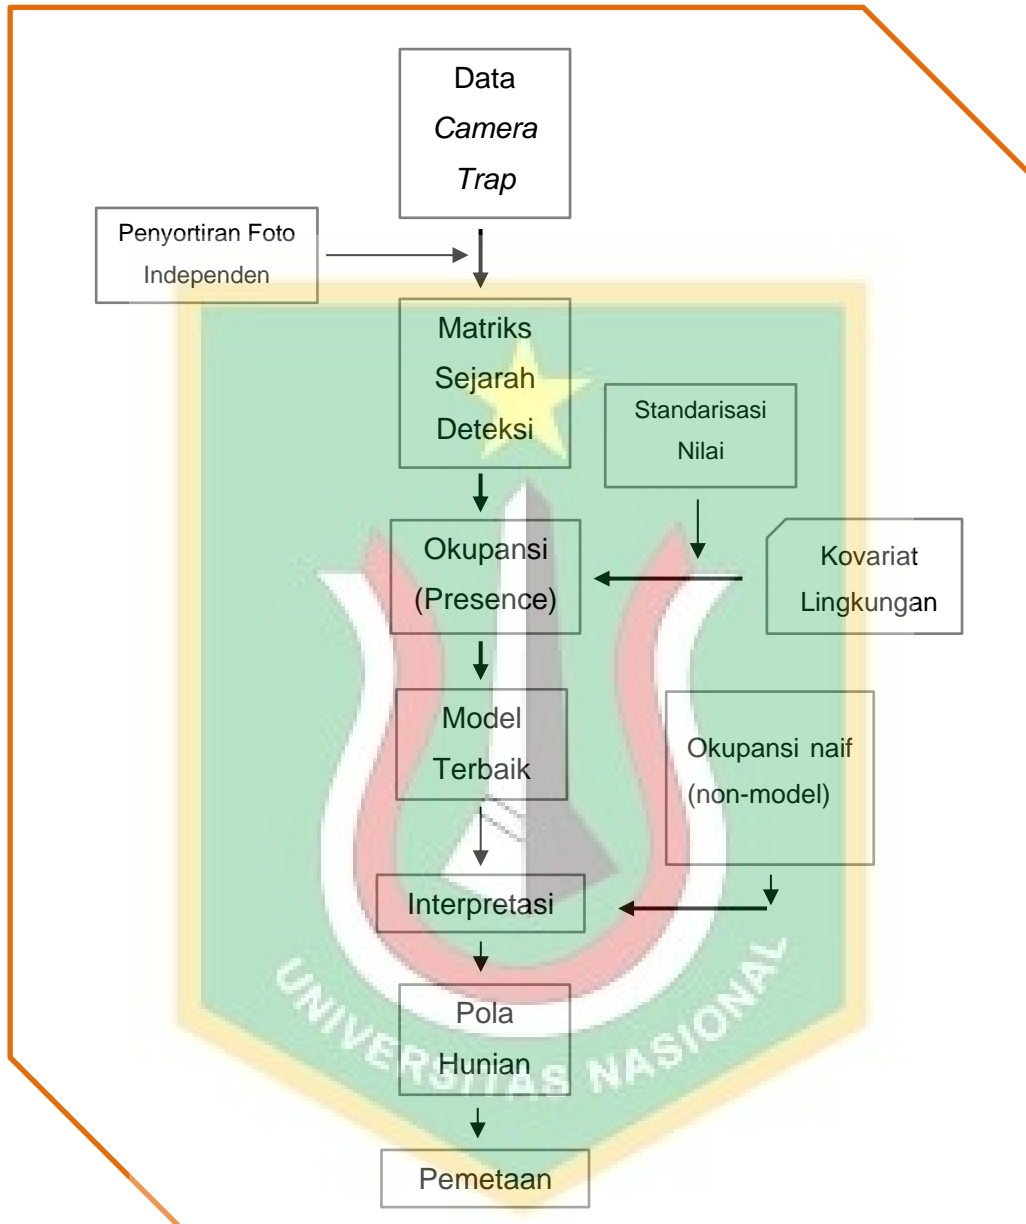 Data
Camera
Trap
Penyortiran Foto
Independen
Matriks
Sejarah
Deteksi
Standarisasi
Nilai
Okupansi
(Presence)
Kovariat
Lingkungan
Model
Terbaik
Okupansi naif
(non-model)
Interpretasi
Pola
Hunian
Pemetaan
UNIVERSITAS NASIONAL